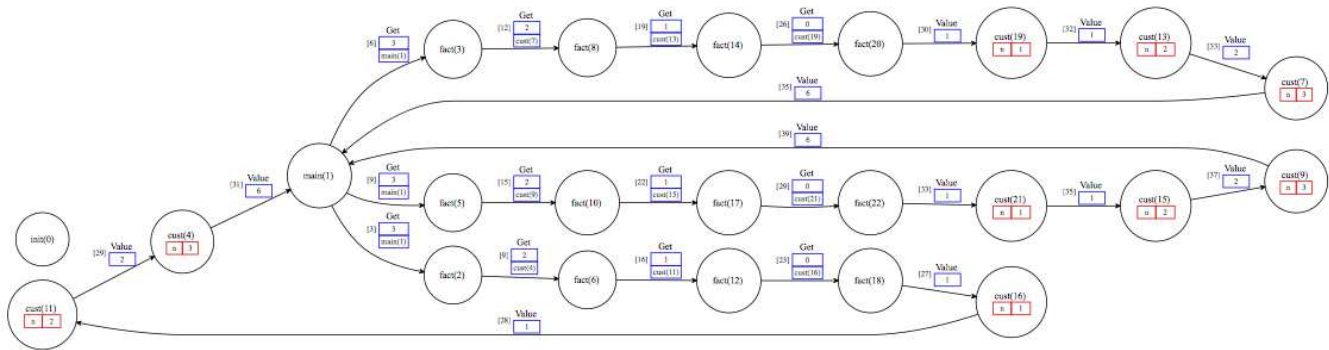 Get
[6] 3
main(1)
fact(3)
Get
[12] 2
cust(7)
fact(8)
Get
[19] 1
cust(13)
fact(14)
Get
[26] 0
cust(19)
fact(20)
[30] Value
1
cust(19)
n 1
[32] Value
1
cust(13)
n 2
[33] Value
2
cust(7)
n 3
[35] Value
6
[39] Value
6
main(1)
Get
[9] 3
main(1)
fact(5)
Get
[15] 2
cust(9)
fact(10)
Get
[22] 1
cust(15)
fact(17)
Get
[29] 0
cust(21)
fact(22)
[33] Value
1
cust(21)
n 1
[35] Value
1
cust(15)
n 2
[37] Value
2
cust(9)
n 3
[31] Value
6
init(0)
cust(4)
n 3
[29] Value
2
cust(11)
n 2
Get
[3] 3
main(1)
fact(2)
Get
[9] 2
cust(4)
fact(6)
Get
[16] 1
cust(11)
fact(12)
Get
[23] 0
cust(16)
fact(18)
[27] Value
1
cust(16)
n 1
[28] Value
1